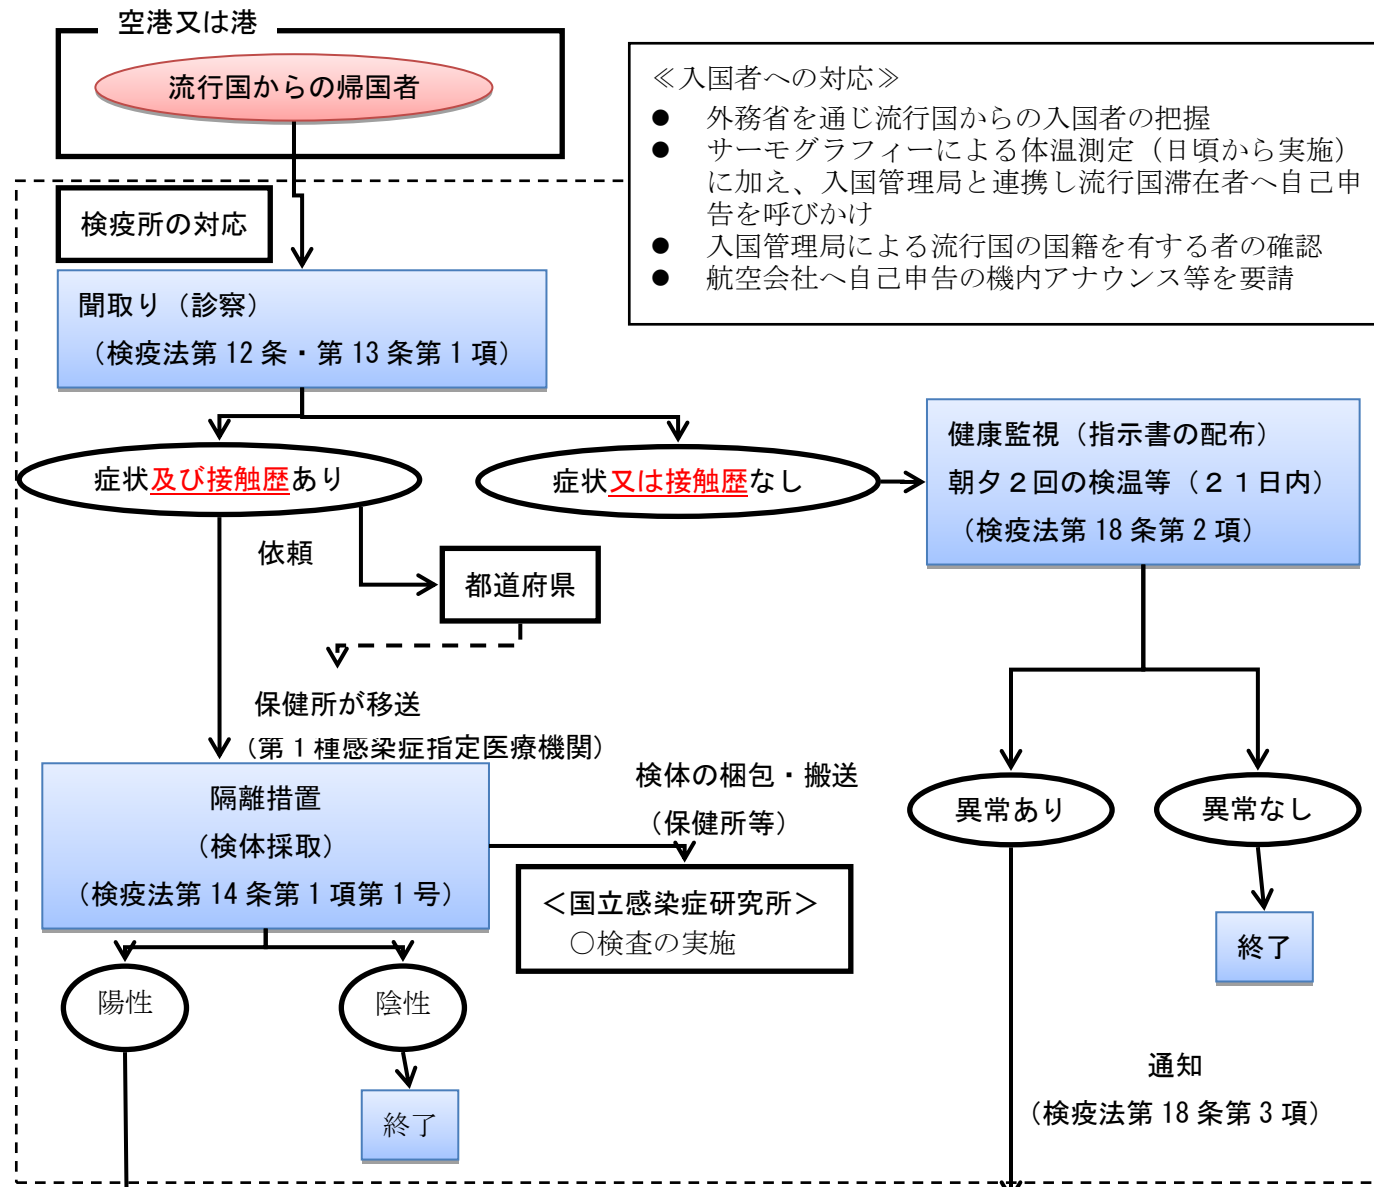 空港又は港
流行国からの帰国者
≪入国者への対応≫
● 外務省を通じ流行国からの入国者の把握
● サーモグラフィーによる体温測定（日頃から実施）
に加え、入国管理局と連携し流行国滞在者へ自己申
告を呼びかけ
● 入国管理局による流行国の国籍を有する者の確認
● 航空会社へ自己申告の機内アナウンス等を要請
検疫所の対応
聞取り（診察）
（検疫法第12条・第13条第1項）
症状及び接触歴あり
症状又は接触歴なし
健康監視（指示書の配布）
朝夕２回の検温等（２１日内）
（検疫法第18条第2項）
依頼
都道府県
保健所が移送
（第1種感染症指定医療機関）
隔離措置
（検体採取）
（検疫法第14条第1項第1号）
検体の梱包・搬送
（保健所等）
＜国立感染症研究所＞
○検査の実施
異常あり
異常なし
終了
陽性
陰性
終了
通知
（検疫法第18条第3項）